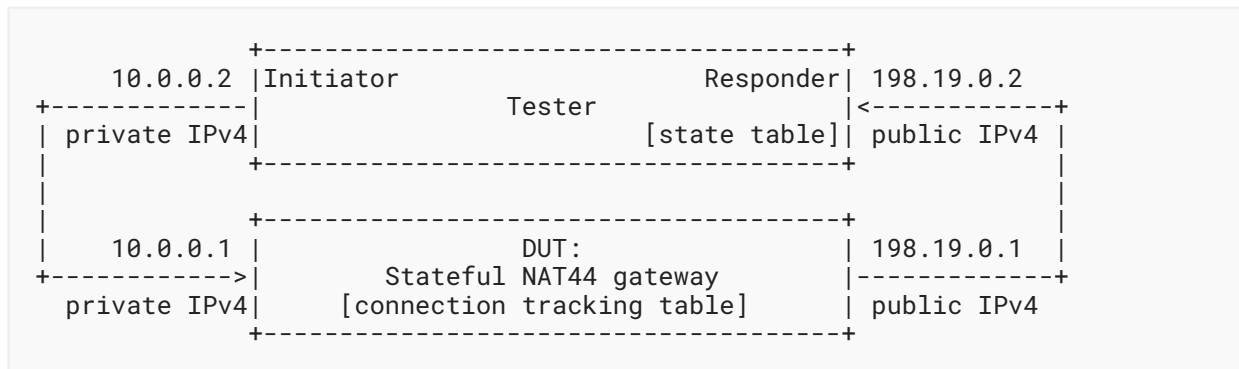 +--------------------------------------+
10.0.0.2 |Initiator Responder| 198.19.0.2
+-------------| Tester |<------------+
| private IPv4| [state table]| public IPv4 |
| +--------------------------------------+ |
| |
| +--------------------------------------+ |
| 10.0.0.1 | DUT: | 198.19.0.1 |
+------------>| Stateful NAT44 gateway |-------------+
private IPv4| [connection tracking table] | public IPv4
+--------------------------------------+